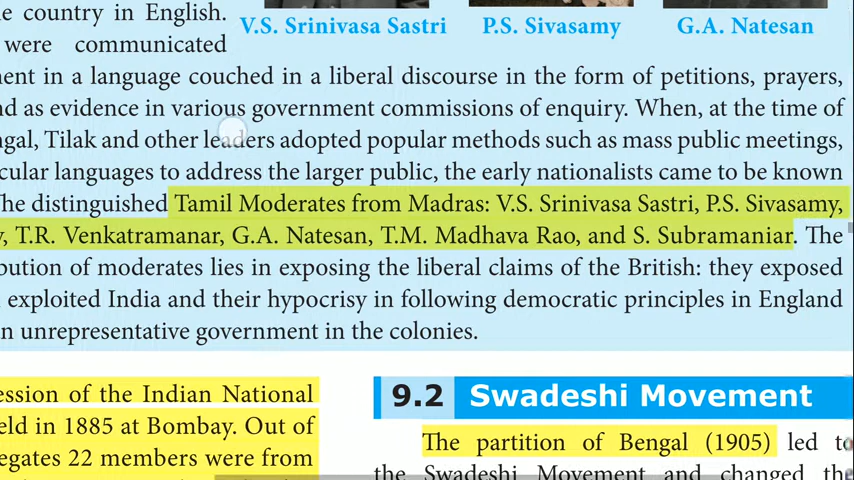 e country in English.
were communicated
V.S. Srinivasa Sastri P.S. Sivasamy G.A. Natesan
nent in a language couched in a liberal discourse in the form of petitions, prayers,
nd as evidence in various government commissions of enquiry. When, at the time of
ngal, Tilak and other leaders adopted popular methods such as mass public meetings,
cular languages to address the larger public, the early nationalists came to be known
he distinguished Tamil Moderates from Madras: V.S. Srinivasa Sastri, P.S. Sivasamy,
y, T.R. Venkatramanar, G.A. Natesan, T.M. Madhava Rao, and S. Subramaniar. The
bution of moderates lies in exposing the liberal claims of the British: they exposed
exploited India and their hypocrisy in following democratic principles in England
n unrepresentative government in the colonies.
ession of the Indian National
eld in 1885 at Bombay. Out of
egates 22 members were from
9.2 Swadeshi Movement
The partition of Bengal (1905) led to
the Swadeshi Movement and changed the